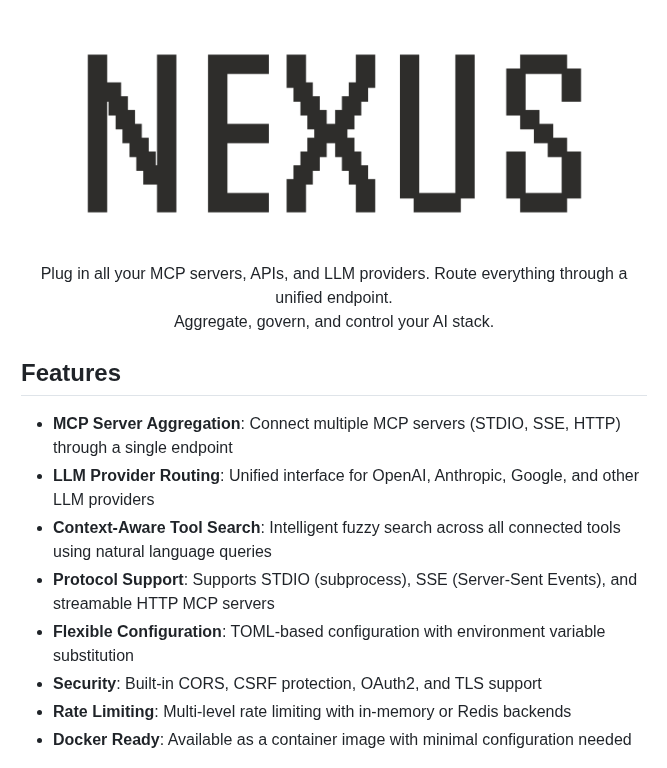 NEXUS
Plug in all your MCP servers, APIs, and LLM providers. Route everything through a
unified endpoint.
Aggregate, govern, and control your AI stack.
Features
• MCP Server Aggregation: Connect multiple MCP servers (STDIO, SSE, HTTP)
through a single endpoint
• LLM Provider Routing: Unified interface for OpenAI, Anthropic, Google, and other
LLM providers
• Context-Aware Tool Search: Intelligent fuzzy search across all connected tools
using natural language queries
• Protocol Support: Supports STDIO (subprocess), SSE (Server-Sent Events), and
streamable HTTP MCP servers
• Flexible Configuration: TOML-based configuration with environment variable
substitution
• Security: Built-in CORS, CSRF protection, OAuth2, and TLS support
• Rate Limiting: Multi-level rate limiting with in-memory or Redis backends
• Docker Ready: Available as a container image with minimal configuration needed